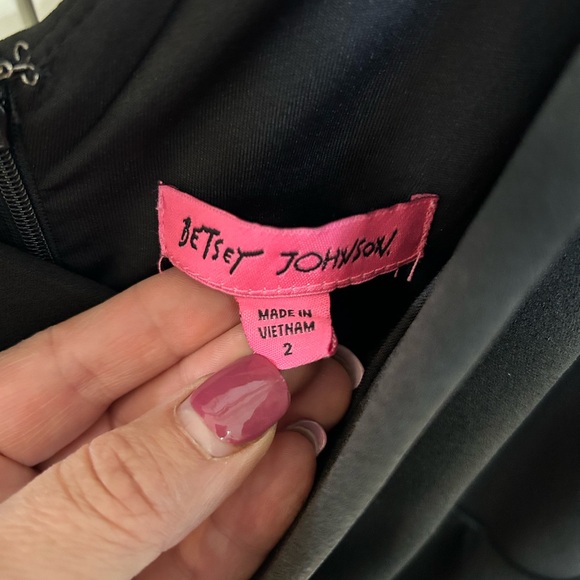 BETSEY JOHNSON.
MADE IN
VIETNAM
2